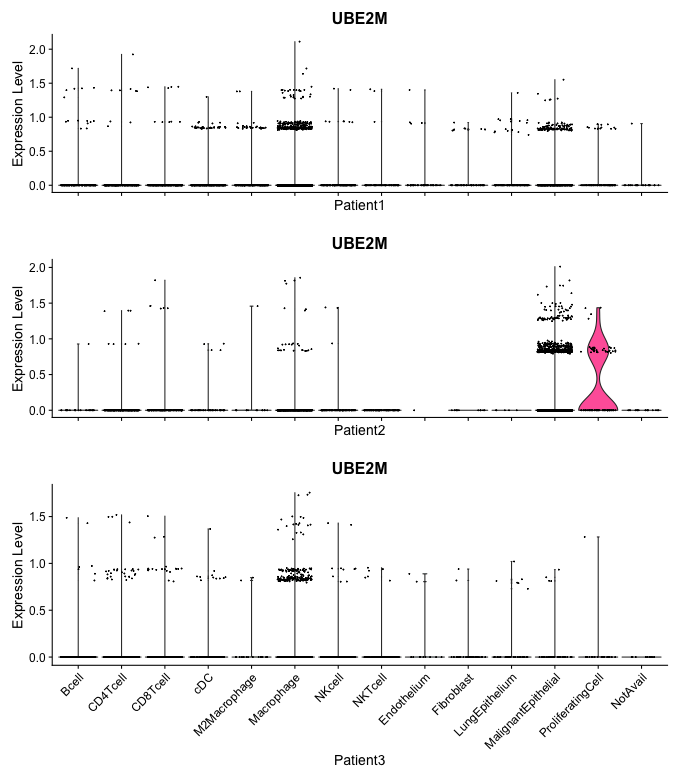 UBE2M
Expression Level
2.0
1.5
1.0
0.5
0.0
Patient1
UBE2M
Expression Level
2.0
1.5
1.0
0.5
0.0
Patient2
UBE2M
Expression Level
1.5
1.0
0.5
0.0
Bcell
CD4Tcell
CD8Tcell
cDC
M2Macrophage
Macrophage
NKcell
NKTcell
Endothelium
Fibroblast
LungEpithelium
MalignantEpithelial
ProliferatingCell
NotAvail
Patient3